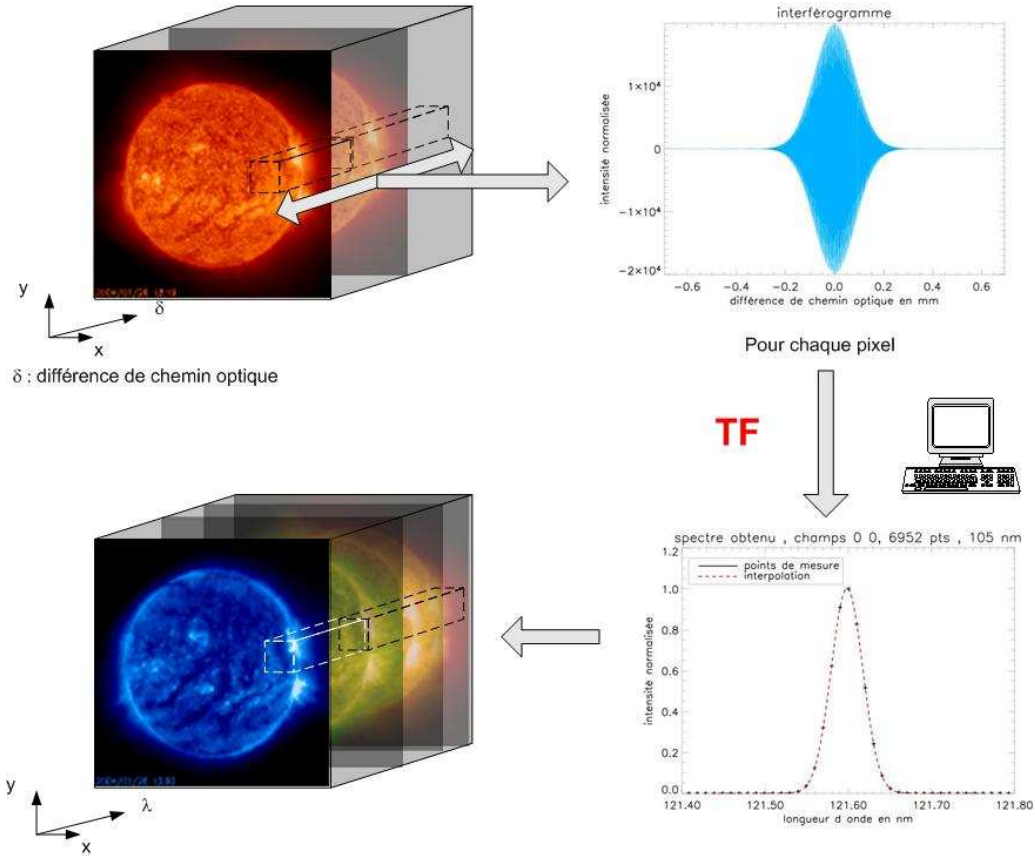 interférogramme
intensité normalisée
1×10⁴
0
−1×10⁴
−2×10⁴
−0.6
−0.4
−0.2
0.0
0.2
0.4
0.6
différence de chemin optique en mm
y
δ
x
δ : différence de chemin optique
Pour chaque pixel
TF
spectre obtenu , champs 0 0, 6952 pts , 105 nm
points de mesure
interpolation
intensité normalisée
1.2
1.0
0.8
0.6
0.4
0.2
0.0
121.40
121.50
121.60
121.70
121.80
longueur d onde en nm
y
λ
x